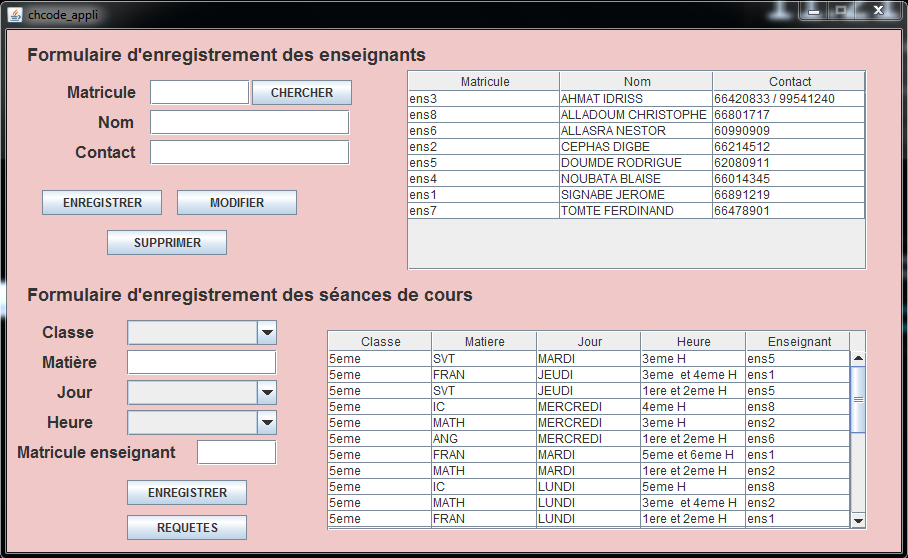 chcode_appli
Formulaire d'enregistrement des enseignants
Matricule CHERCHER
Nom
Contact
ENREGISTRER MODIFIER
SUPPRIMER
Matricule Nom Contact
ens3 AHMAT IDRISS 66420833 / 99541240
ens8 ALLADOUM CHRISTOPHE 66801717
ens6 ALLASRA NESTOR 60990909
ens2 CEPHAS DIGBE 66214512
ens5 DOUMDE RODRIGUE 62080911
ens4 NOUBATA BLAISE 66014345
ens1 SIGNABE JEROME 66891219
ens7 TOMTE FERDINAND 66478901
Formulaire d'enregistrement des séances de cours
Classe
Matière
Jour
Heure
Matricule enseignant
ENREGISTRER
REQUETES
Classe Matiere Jour Heure Enseignant
5eme SVT MARDI 3eme H ens5
5eme FRAN JEUDI 3eme et 4eme H ens1
5eme SVT JEUDI 1ere et 2eme H ens5
5eme IC MERCREDI 4eme H ens8
5eme MATH MERCREDI 3eme H ens2
5eme ANG MERCREDI 1ere et 2eme H ens6
5eme FRAN MARDI 5eme et 6eme H ens1
5eme MATH MARDI 1ere et 2eme H ens2
5eme IC LUNDI 5eme H ens8
5eme MATH LUNDI 3eme et 4eme H ens2
5eme FRAN LUNDI 1ere et 2eme H ens1